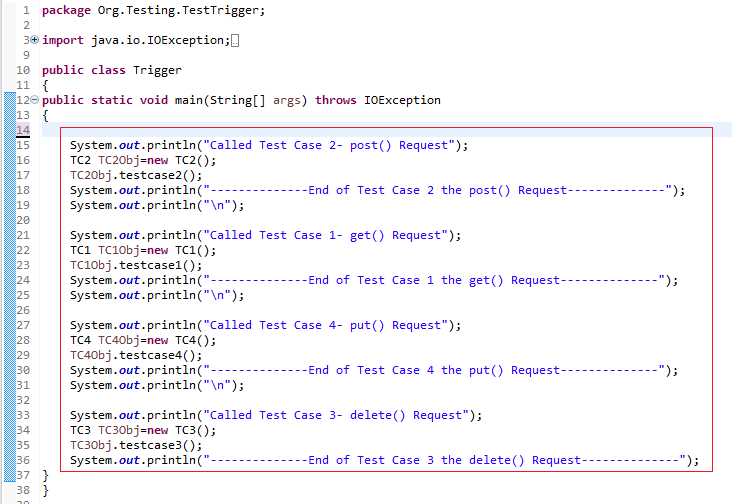 1 package Org.Testing.TestTrigger;
2
3 import java.io.IOException;
9
10 public class Trigger
11 {
12 public static void main(String[] args) throws IOException
13 {
14
15 System.out.println("Called Test Case 2- post() Request");
16 TC2 TC2Obj=new TC2();
17 TC2Obj.testcase2();
18 System.out.println("--------------End of Test Case 2 the post() Request--------------");
19 System.out.println("\n");
20
21 System.out.println("Called Test Case 1- get() Request");
22 TC1 TC1Obj=new TC1();
23 TC1Obj.testcase1();
24 System.out.println("--------------End of Test Case 1 the get() Request--------------");
25 System.out.println("\n");
26
27 System.out.println("Called Test Case 4- put() Request");
28 TC4 TC4Obj=new TC4();
29 TC4Obj.testcase4();
30 System.out.println("--------------End of Test Case 4 the put() Request--------------");
31 System.out.println("\n");
32
33 System.out.println("Called Test Case 3- delete() Request");
34 TC3 TC3Obj=new TC3();
35 TC3Obj.testcase3();
36 System.out.println("--------------End of Test Case 3 the delete() Request--------------");
37 }
38 }